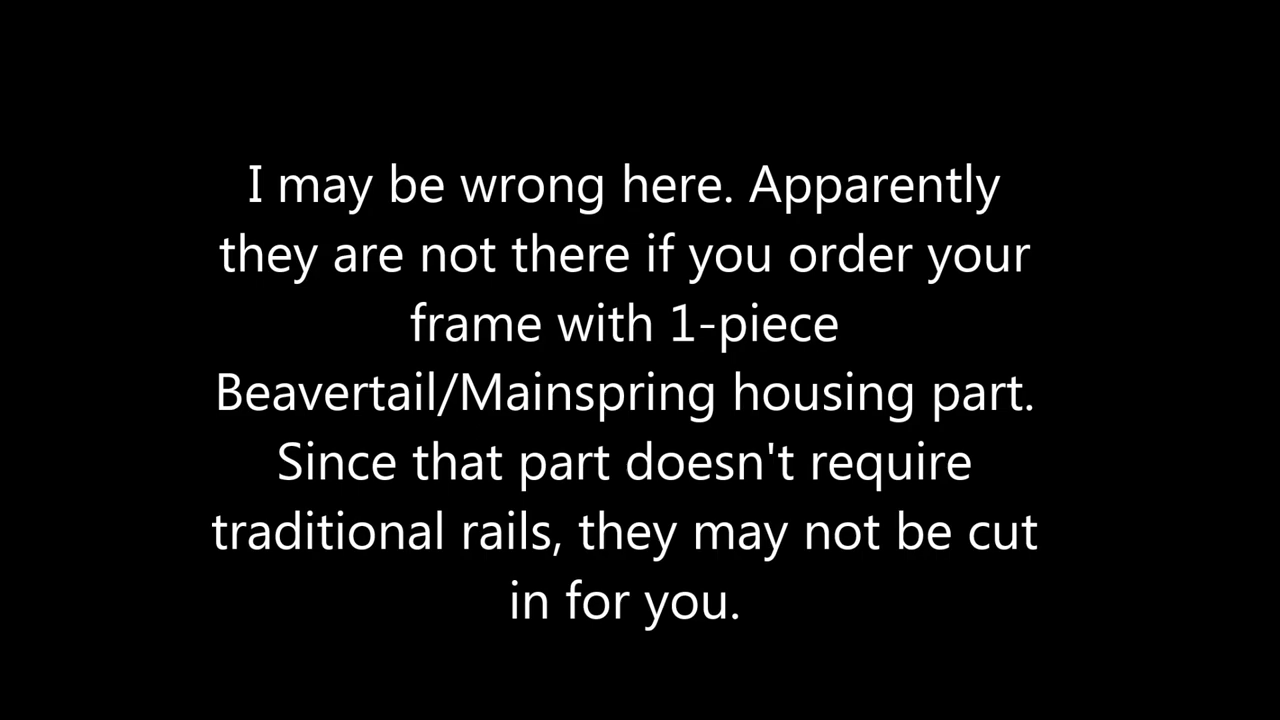 I may be wrong here. Apparently
they are not there if you order your
frame with 1-piece
Beavertail/Mainspring housing part.
Since that part doesn't require
traditional rails, they may not be cut
in for you.